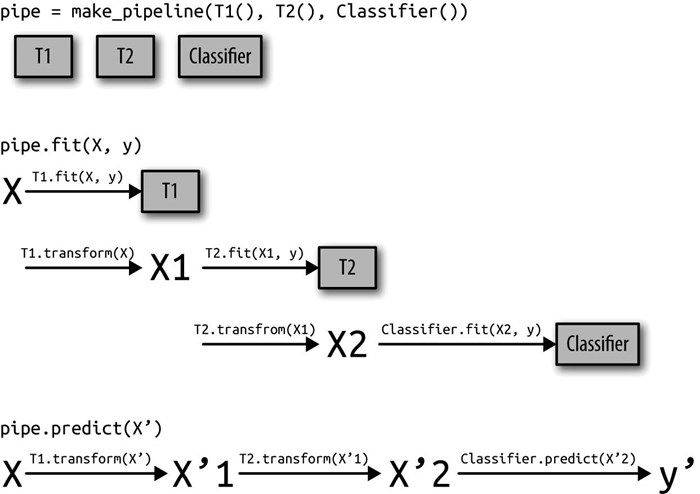 pipe = make_pipeline(T1(), T2(), Classifier())
T1 T2 Classifier
pipe.fit(X, y)
X T1.fit(X, y) T1
T1.transform(X) X1 T2.fit(X1, y) T2
T2.transfrom(X1) X2 Classifier.fit(X2, y) Classifier
pipe.predict(X’)
X T1.transform(X’) X’1 T2.transform(X’1) X’2 Classifier.predict(X’2) y’